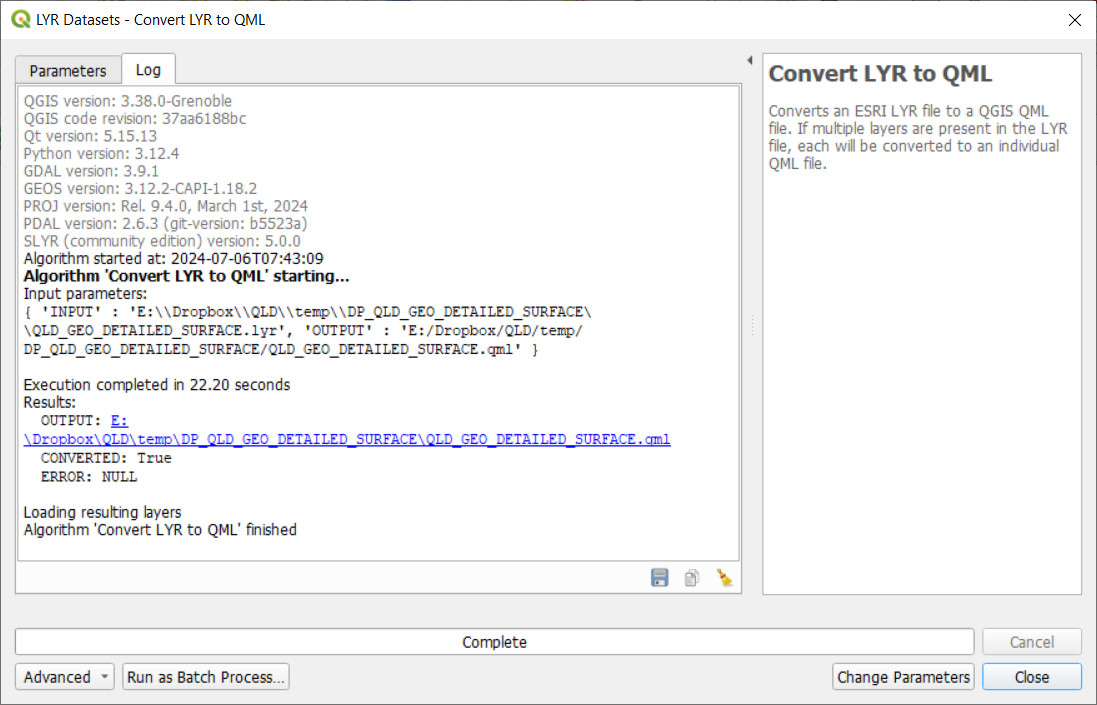 LYR Datasets - Convert LYR to QML
Parameters
Log
QGIS version: 3.38.0-Grenoble
QGIS code revision: 37aa6188bc
Qt version: 5.15.13
Python version: 3.12.4
GDAL version: 3.9.1
GEOS version: 3.12.2-CAPI-1.18.2
PROJ version: Rel. 9.4.0, March 1st, 2024
PDAL version: 2.6.3 (git-version: b5523a)
SLYR (community edition) version: 5.0.0
Algorithm started at: 2024-07-06T07:43:09
Algorithm 'Convert LYR to QML' starting...
Input parameters:
{ 'INPUT' : 'E:\\Dropbox\\QLD\\temp\\DP_QLD_GEO_DETAILED_SURFACE\
\QLD_GEO_DETAILED_SURFACE.lyr', 'OUTPUT' : 'E:/Dropbox/QLD/temp/
DP_QLD_GEO_DETAILED_SURFACE/QLD_GEO_DETAILED_SURFACE.qml' }
Execution completed in 22.20 seconds
Results:
OUTPUT: E:
\Dropbox\QLD\temp\DP_QLD_GEO_DETAILED_SURFACE\QLD_GEO_DETAILED_SURFACE.qml
CONVERTED: True
ERROR: NULL
Loading resulting layers
Algorithm 'Convert LYR to QML' finished
Convert LYR to QML
Converts an ESRI LYR file to a QGIS QML
file. If multiple layers are present in the LYR
file, each will be converted to an individual
QML file.
Complete
Cancel
Advanced
Run as Batch Process...
Change Parameters
Close